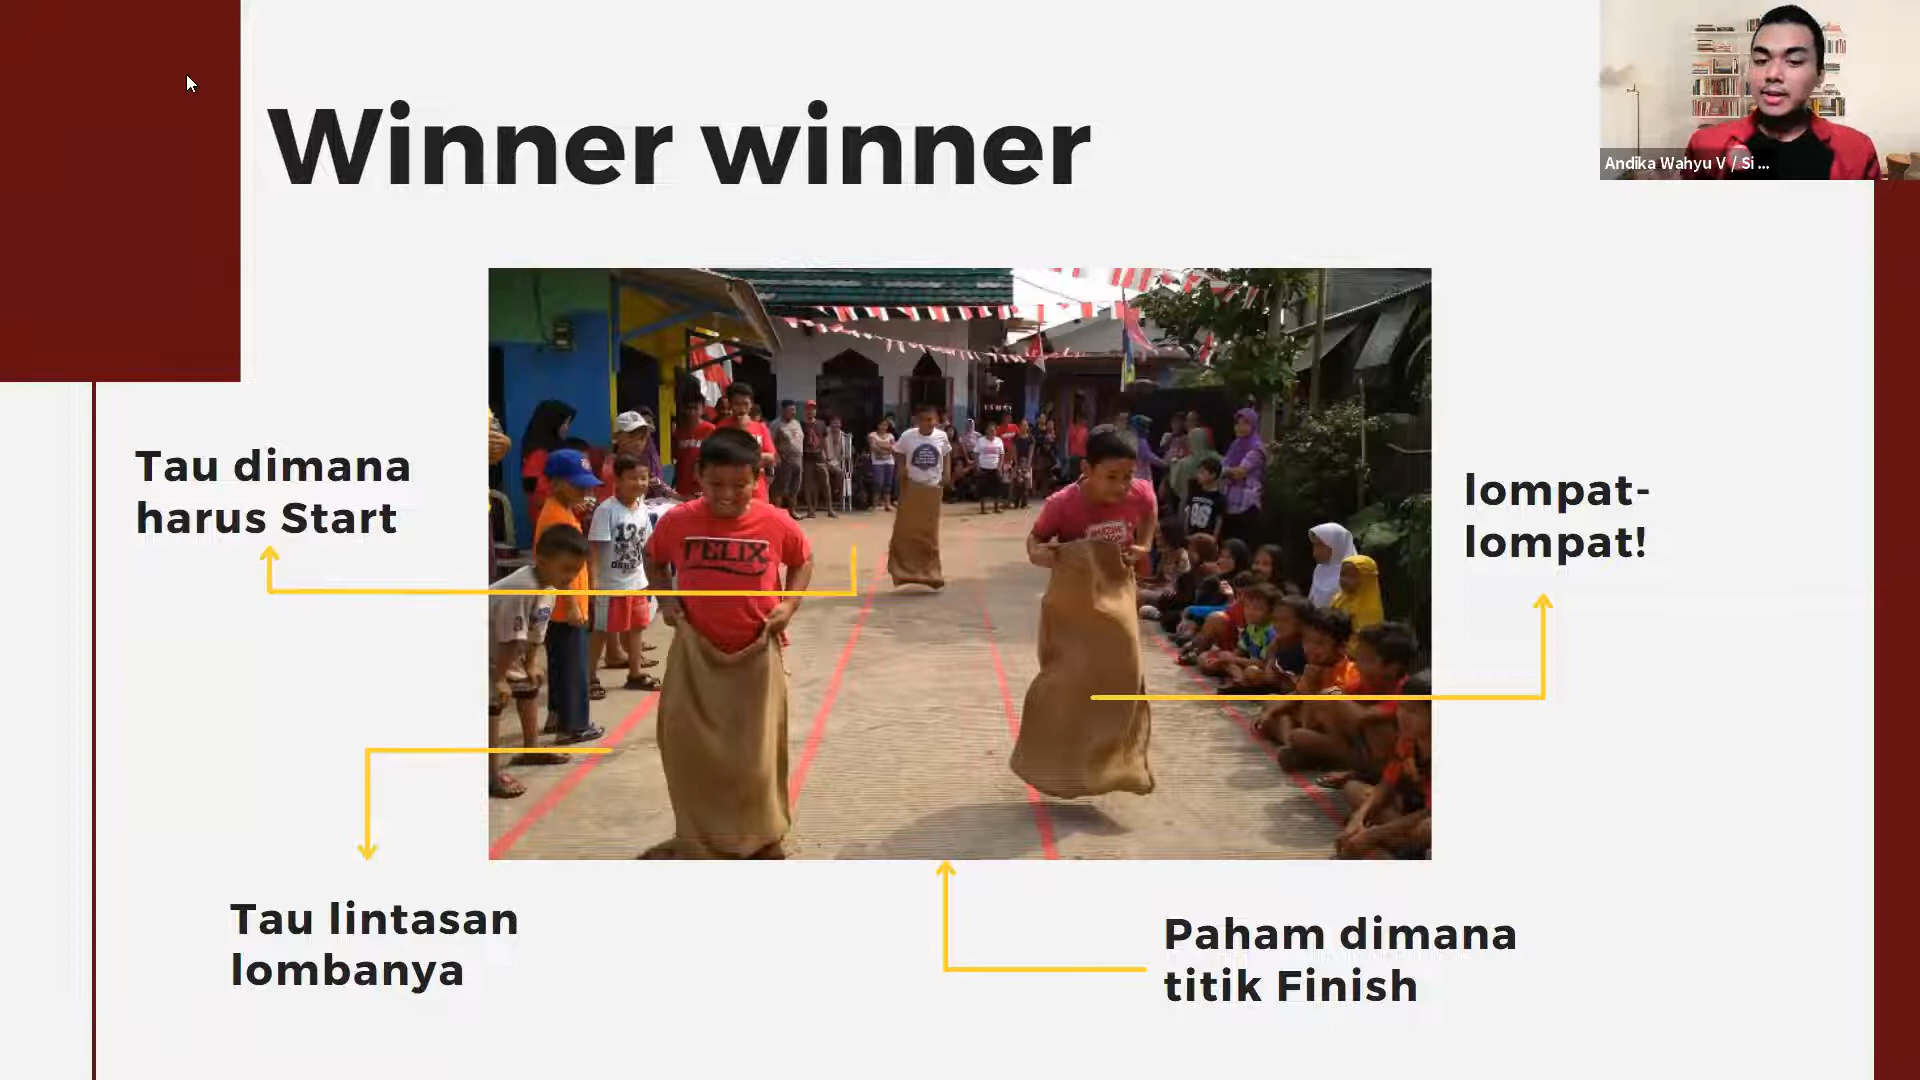 Winner winner
Andika Wahyu V / Si ...
Tau dimana
harus Start
lompat-
lompat!
FELIX
Tau lintasan
lombanya
Paham dimana
titik Finish